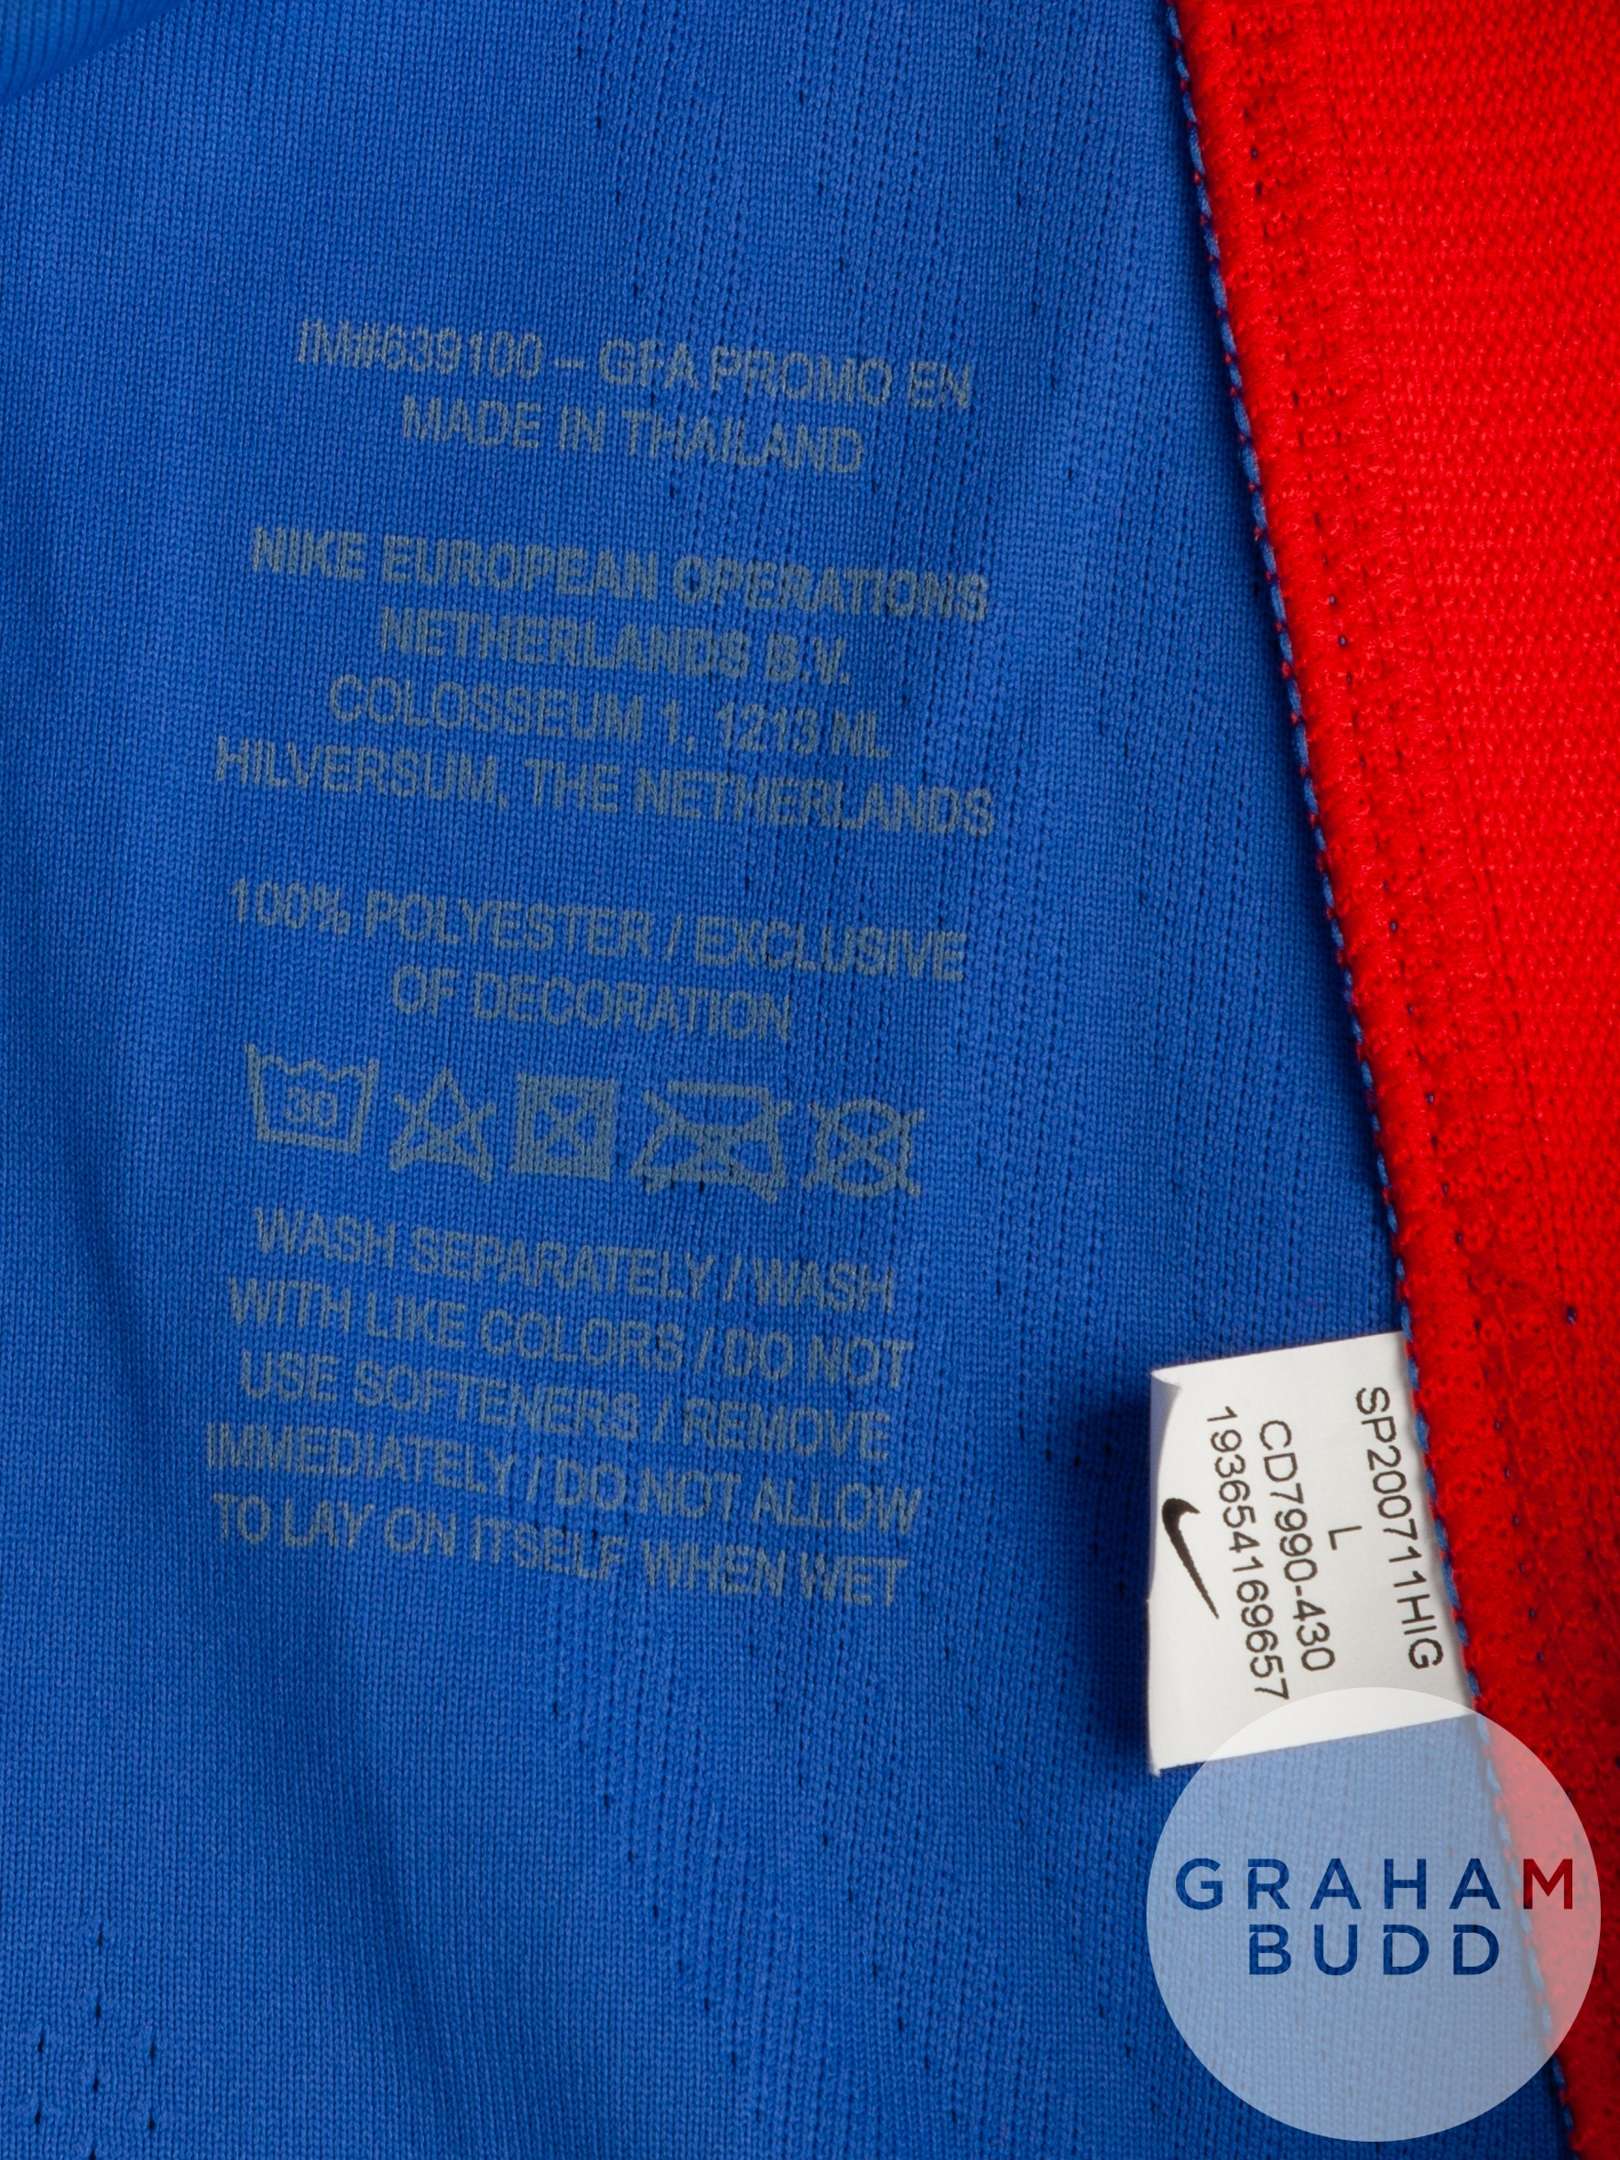 IM#639100 – GFA PROMO EN
MADE IN THAILAND
NIKE EUROPEAN OPERATIONS
NETHERLANDS B.V.
COLOSSEUM 1, 1213 NL
HILVERSUM, THE NETHERLANDS
100% POLYESTER / EXCLUSIVE
OF DECORATION
30
WASH SEPARATELY / WASH
WITH LIKE COLORS / DO NOT
USE SOFTENERS / REMOVE
IMMEDIATELY / DO NOT ALLOW
TO LAY ON ITSELF WHEN WET
SP200711HIG
L
CD7990-430
193654169657
GRAHAM
BUDD